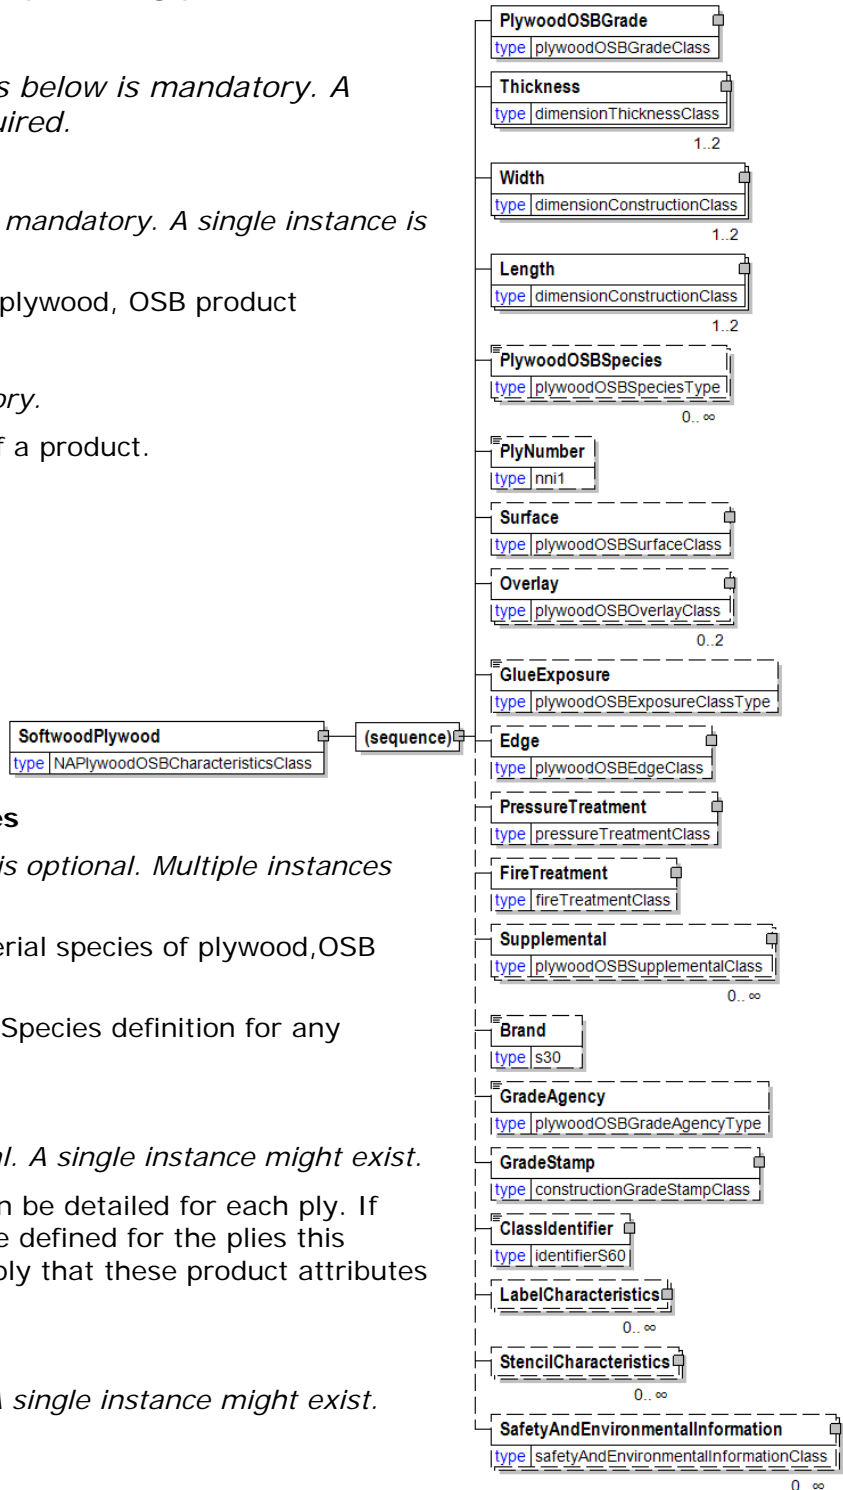 s below is mandatory. A
uired.
mandatory. A single instance is
plywood, OSB product
ory.
f a product.
es
is optional. Multiple instances
erial species of plywood,OSB
Species definition for any
al. A single instance might exist.
n be detailed for each ply. If
e defined for the plies this
ply that these product attributes
A single instance might exist.
SoftwoodPlywood
type NAPlywoodOSBCharacteristicsClass
(sequence)
PlywoodOSBGrade
type plywoodOSBGradeClass
Thickness
type dimensionThicknessClass
1..2
Width
type dimensionConstructionClass
1..2
Length
type dimensionConstructionClass
1..2
PlywoodOSBSpecies
type plywoodOSBSpeciesType
0..∞
PlyNumber
type nni1
Surface
type plywoodOSBSurfaceClass
Overlay
type plywoodOSBOverlayClass
0..2
GlueExposure
type plywoodOSBExposureClassType
Edge
type plywoodOSBEdgeClass
PressureTreatment
type pressureTreatmentClass
FireTreatment
type fireTreatmentClass
Supplemental
type plywoodOSBSupplementalClass
0..∞
Brand
type s30
GradeAgency
type plywoodOSBGradeAgencyType
GradeStamp
type constructionGradeStampClass
ClassIdentifier
type identifierS60
LabelCharacteristics
0..∞
StencilCharacteristics
0..∞
SafetyAndEnvironmentalInformation
type safetyAndEnvironmentalInformationClass
0..∞